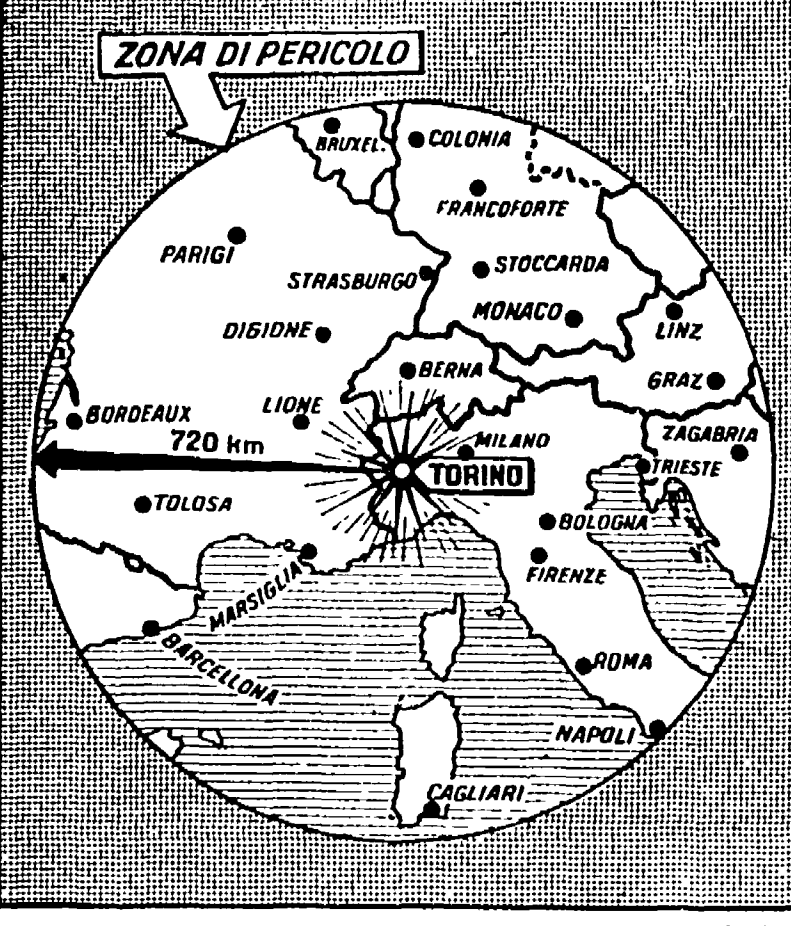 ZONA DI PERICOLO
BRUXEL.
COLONIA
FRANCOFORTE
PARIGI
STRASBURGO
STOCCARDA
MONACO
LINZ
DIGIONE
BERNA
GRAZ
BORDEAUX
LIONE
720 km
MILANO
ZAGABRIA
TORINO
TRIESTE
TOLOSA
BOLOGNA
FIRENZE
MARSIGLIA
BARCELLONA
ROMA
NAPOLI
CAGLIARI